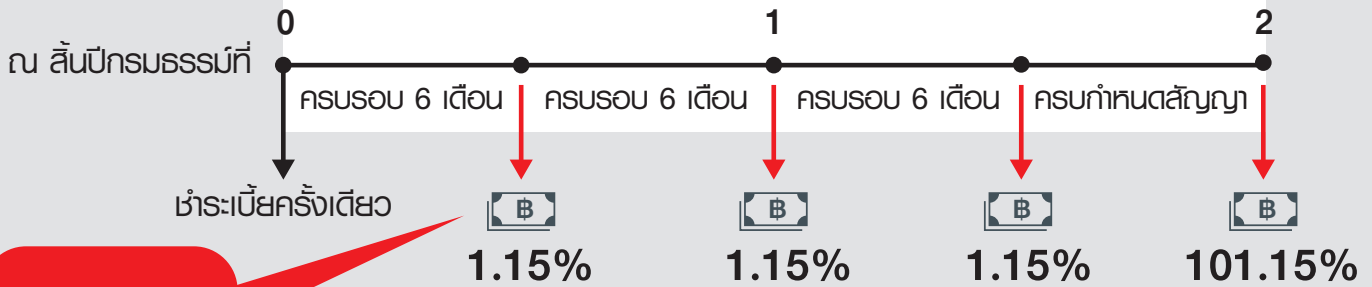 0 1 2
ณ สิ้นปีกรมธรรม์ที่
ครบรอบ 6 เดือน ครบรอบ 6 เดือน ครบรอบ 6 เดือน ครบกำหนดสัญญา
ชำระเบี้ยครั้งเดียว
฿ ฿ ฿ ฿
1.15% 1.15% 1.15% 101.15%